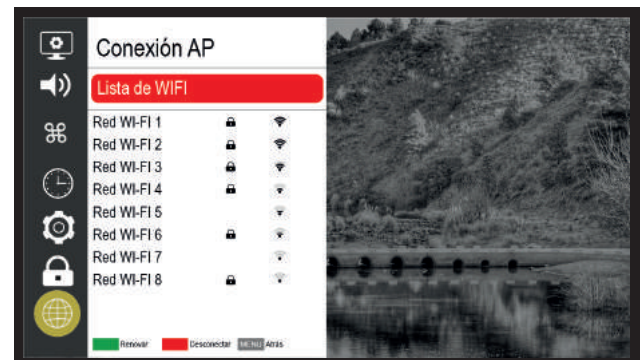 Conexión AP
Lista de WIFI
Red WI-FI 1
Red WI-FI 2
Red WI-FI 3
Red WI-FI 4
Red WI-FI 5
Red WI-FI 6
Red WI-FI 7
Red WI-FI 8
Renovar Desconectar MENU Atrás